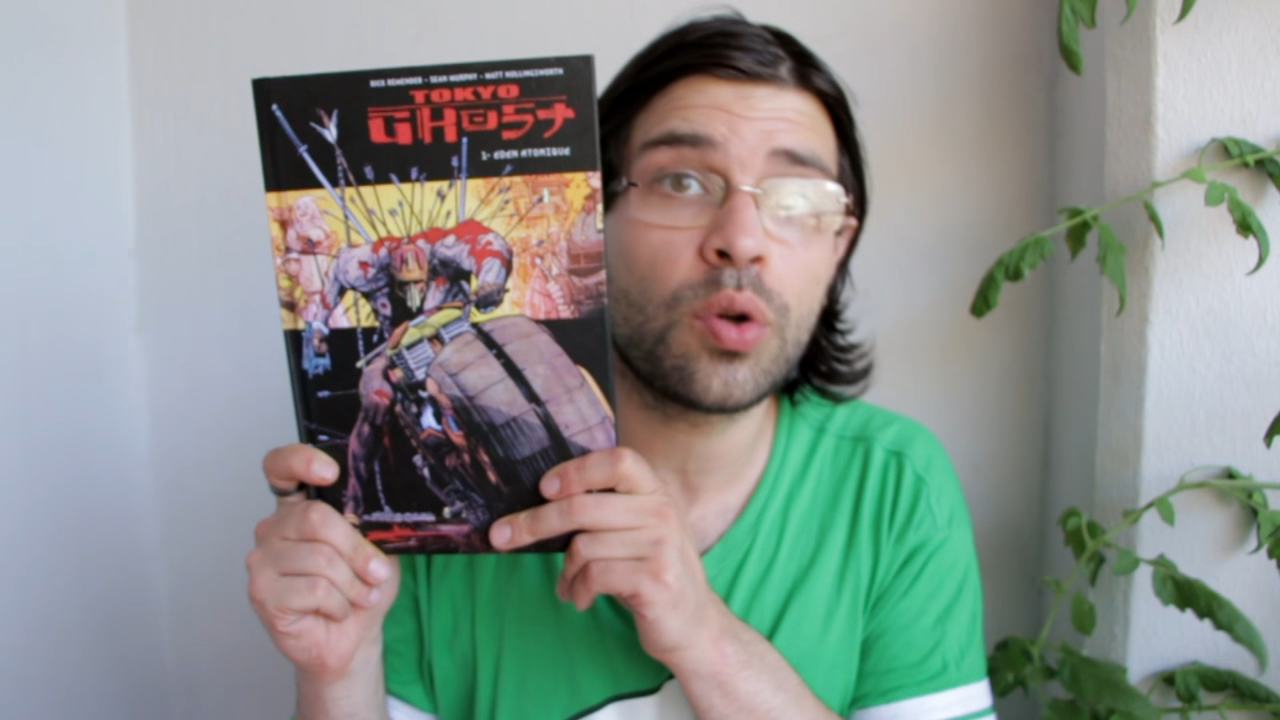 RICK REMENDER - SEAN MURPHY - MATT HOLLINGSWORTH
TOKYO
GHOST
1- EDEN ATOMIQUE